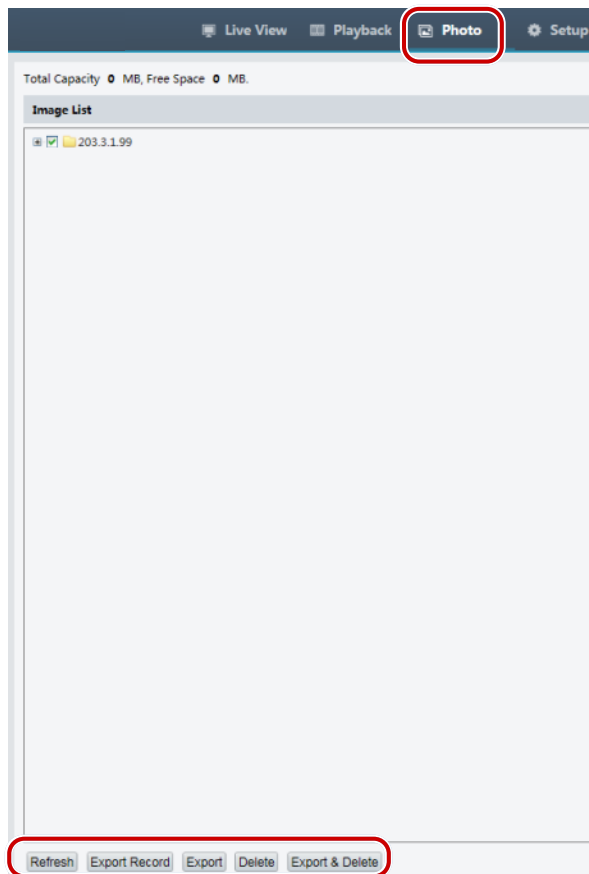 Live View Playback Photo Setup
Total Capacity 0 MB, Free Space 0 MB.
Image List
203.3.1.99
Refresh Export Record Export Delete Export & Delete